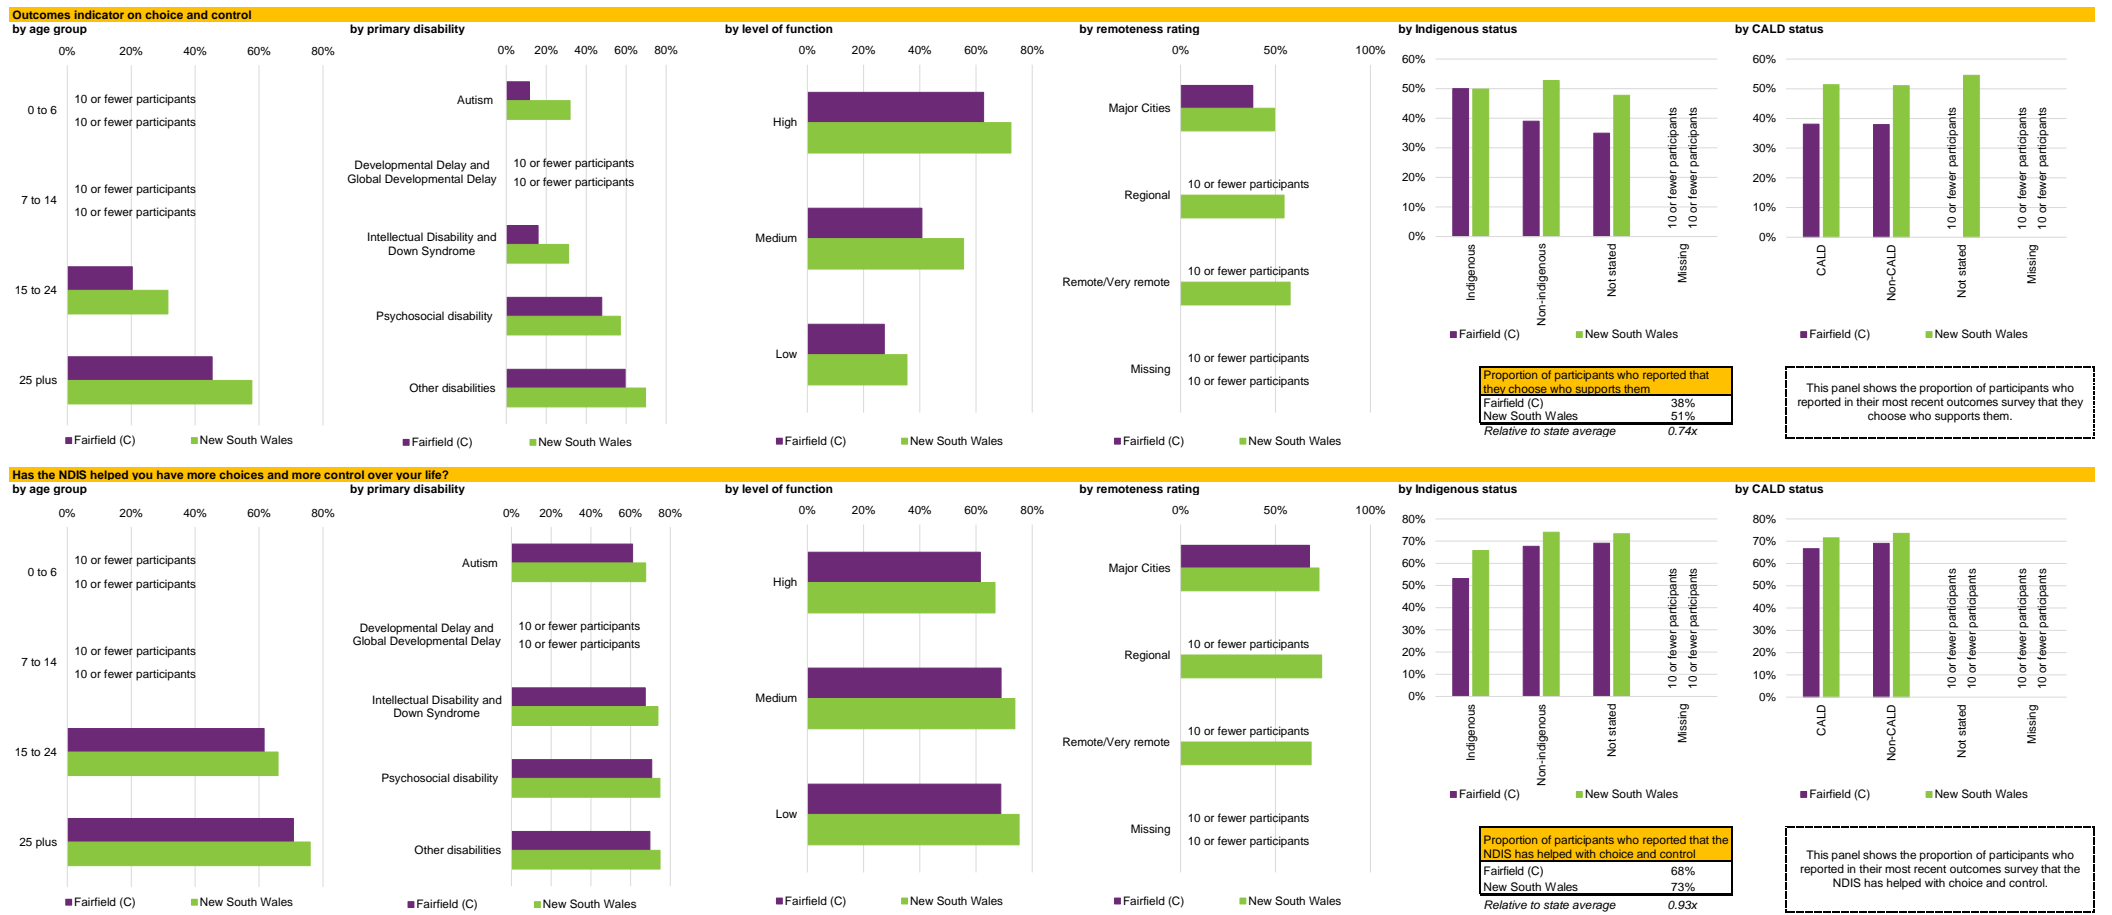 Outcomes indicator on choice and control
by age group
0% 20% 40% 60% 80%
0 to 6
10 or fewer participants
10 or fewer participants
7 to 14
10 or fewer participants
10 or fewer participants
15 to 24
25 plus
Fairfield (C) New South Wales
by primary disability
0% 20% 40% 60% 80%
Autism
Developmental Delay and
Global Developmental Delay
10 or fewer participants
10 or fewer participants
Intellectual Disability and
Down Syndrome
Psychosocial disability
Other disabilities
Fairfield (C) New South Wales
by level of function
0% 20% 40% 60% 80%
High
Medium
Low
Fairfield (C) New South Wales
by remoteness rating
0% 50% 100%
Major Cities
Regional
10 or fewer participants
Remote/Very remote
10 or fewer participants
Missing
10 or fewer participants
10 or fewer participants
Fairfield (C) New South Wales
by Indigenous status
60%
50%
40%
30%
20%
10%
0%
10 or fewer participants
10 or fewer participants
Indigenous
Non-indigenous
Not stated
Missing
Fairfield (C) New South Wales
Proportion of participants who reported that
they choose who supports them
Fairfield (C) 38%
New South Wales 51%
Relative to state average 0.74x
by CALD status
60%
50%
40%
30%
20%
10%
0%
10 or fewer participants
10 or fewer participants
10 or fewer participants
CALD
Non-CALD
Not stated
Missing
Fairfield (C) New South Wales
This panel shows the proportion of participants who
reported in their most recent outcomes survey that they
choose who supports them.
Has the NDIS helped you have more choices and more control over your life?
by age group
0% 20% 40% 60% 80%
0 to 6
10 or fewer participants
10 or fewer participants
7 to 14
10 or fewer participants
10 or fewer participants
15 to 24
25 plus
Fairfield (C) New South Wales
by primary disability
0% 20% 40% 60% 80%
Autism
Developmental Delay and
Global Developmental Delay
10 or fewer participants
10 or fewer participants
Intellectual Disability and
Down Syndrome
Psychosocial disability
Other disabilities
Fairfield (C) New South Wales
by level of function
0% 20% 40% 60% 80%
High
Medium
Low
Fairfield (C) New South Wales
by remoteness rating
0% 50% 100%
Major Cities
Regional
10 or fewer participants
Remote/Very remote
10 or fewer participants
Missing
10 or fewer participants
10 or fewer participants
Fairfield (C) New South Wales
by Indigenous status
80%
70%
60%
50%
40%
30%
20%
10%
0%
10 or fewer participants
10 or fewer participants
Indigenous
Non-indigenous
Not stated
Missing
Fairfield (C) New South Wales
Proportion of participants who reported that the
NDIS has helped with choice and control
Fairfield (C) 68%
New South Wales 73%
Relative to state average 0.93x
by CALD status
80%
70%
60%
50%
40%
30%
20%
10%
0%
10 or fewer participants
10 or fewer participants
10 or fewer participants
10 or fewer participants
CALD
Non-CALD
Not stated
Missing
Fairfield (C) New South Wales
This panel shows the proportion of participants who
reported in their most recent outcomes survey that the
NDIS has helped with choice and control.